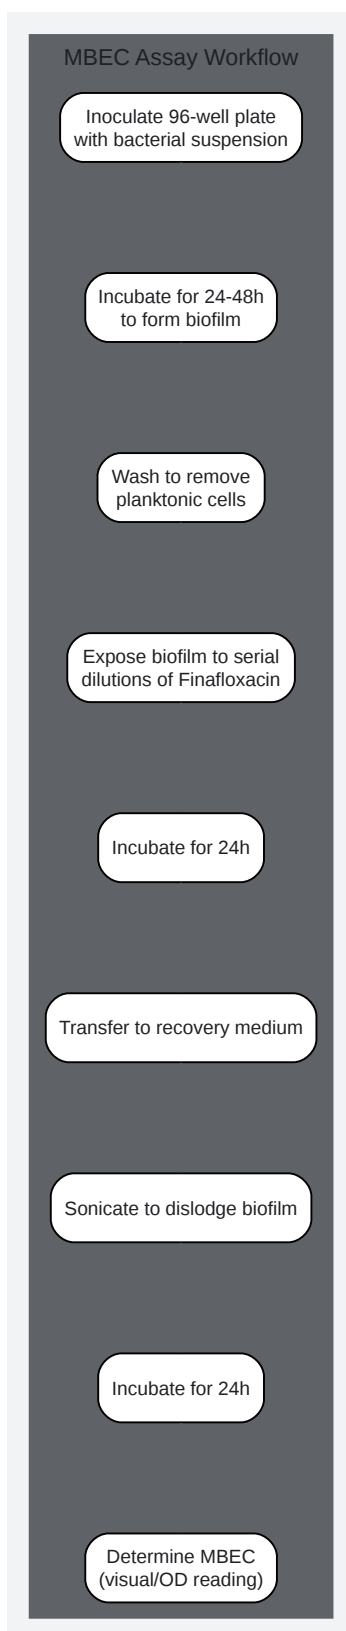 MBEC Assay Workflow
Inoculate 96-well plate
with bacterial suspension
Incubate for 24-48h
to form biofilm
Wash to remove
planktonic cells
Expose biofilm to serial
dilutions of Finafloxacin
Incubate for 24h
Transfer to recovery medium
Sonicate to dislodge biofilm
Incubate for 24h
Determine MBEC
(visual/OD reading)